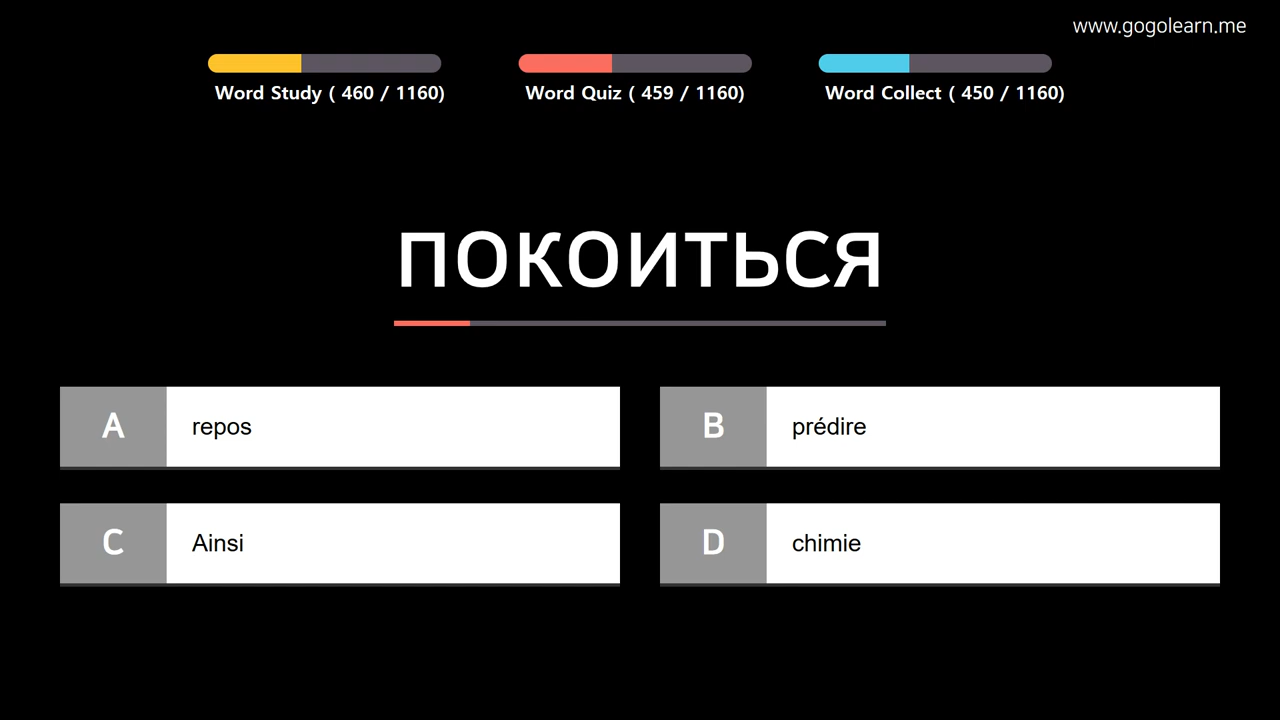 www.gogolearn.me
Word Study ( 460 / 1160)
Word Quiz ( 459 / 1160)
Word Collect ( 450 / 1160)
покоиться
A repos
B prédire
C Ainsi
D chimie